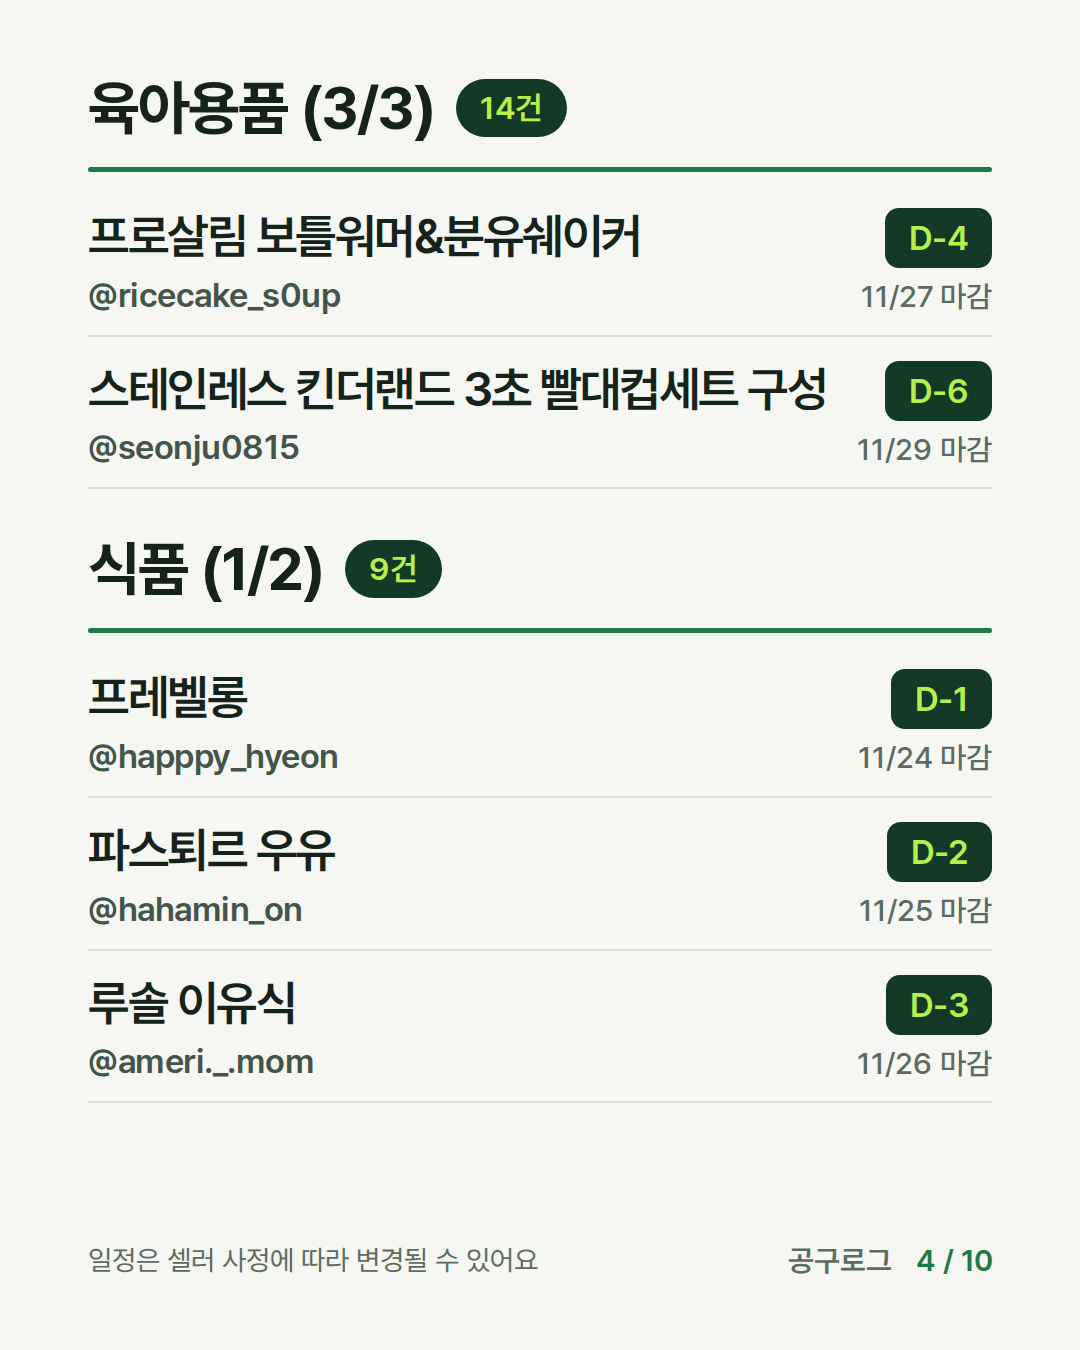 육아용품 (3/3) 14건
프로살림 보틀워머&분유쉐이커 D-4
@ricecake_s0up 11/27 마감
스테인레스 킨더랜드 3초 빨대컵세트 구성 D-6
@seonju0815 11/29 마감
식품 (1/2) 9건
프레벨롱 D-1
@happpy_hyeon 11/24 마감
파스퇴르 우유 D-2
@hahamin_on 11/25 마감
루솔 이유식 D-3
@ameri._.mom 11/26 마감
일정은 셀러 사정에 따라 변경될 수 있어요 공구로그 4 / 10